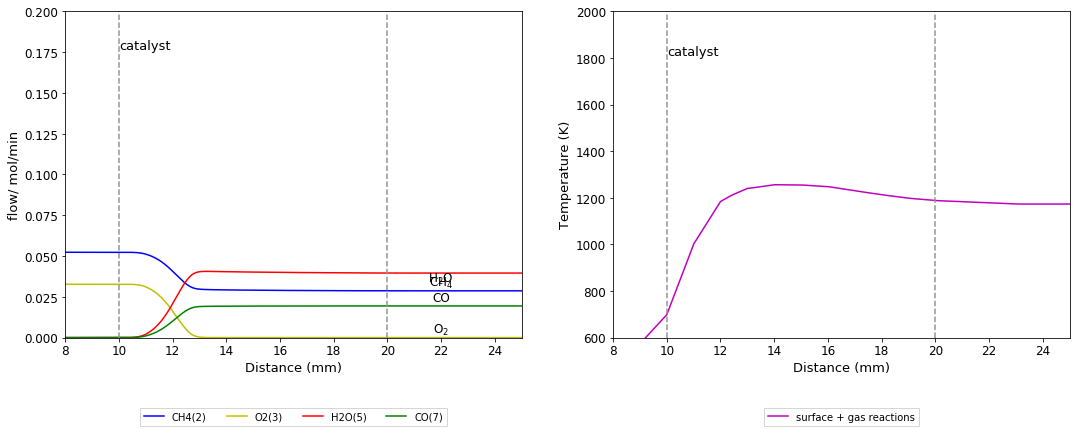 0.200
0.175
0.150
0.125
0.100
0.075
0.050
0.025
0.000
flow/ mol/min
catalyst
H₂O
CH₄
CO
O₂
8 10 12 14 16 18 20 22 24
Distance (mm)
CH4(2) O2(3) H2O(5) CO(7)
2000
1800
1600
1400
1200
1000
800
600
Temperature (K)
catalyst
8 10 12 14 16 18 20 22 24
Distance (mm)
surface + gas reactions